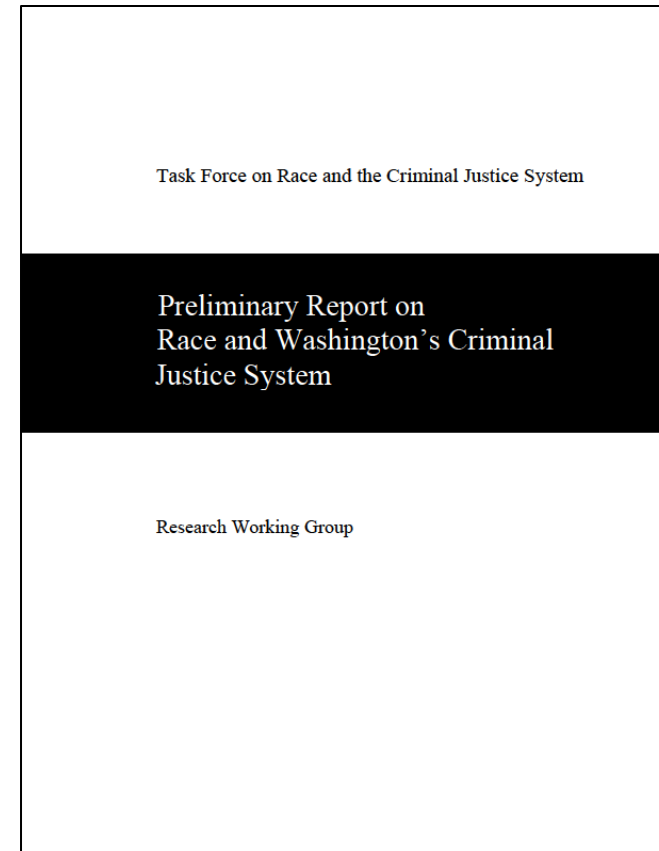 Task Force on Race and the Criminal Justice System
Preliminary Report on
Race and Washington’s Criminal
Justice System
Research Working Group